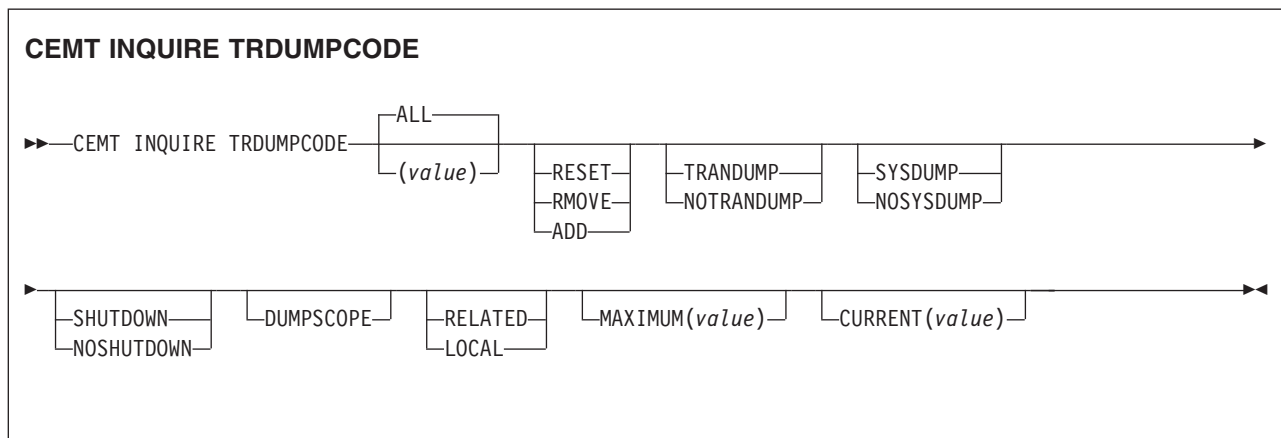 CEMT INQUIRE TRDUMPCODE
ALL
CEMT INQUIRE TRDUMPCODE
(value)
RESET
TRANDUMP
SYSDUMP
RMOVE
NOTRANDUMP
NOSYSDUMP
ADD
SHUTDOWN
DUMPSCOPE
RELATED
MAXIMUM(value)
CURRENT(value)
NOSHUTDOWN
LOCAL